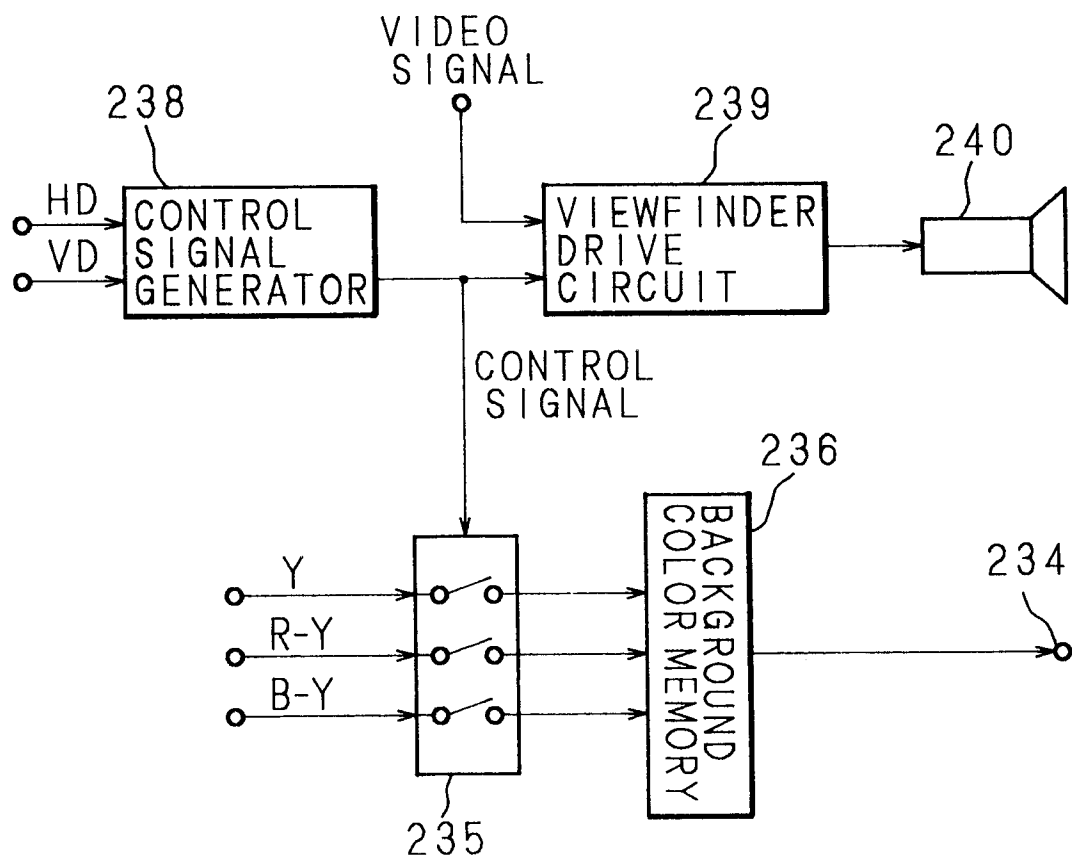 VIDEO
SIGNAL
238
239
240
HD
VD
CONTROL
SIGNAL
GENERATOR
VIEWFINDER
DRIVE
CIRCUIT
CONTROL
SIGNAL
236
Y
R-Y
B-Y
BACKGROUND
COLOR MEMORY
234
235